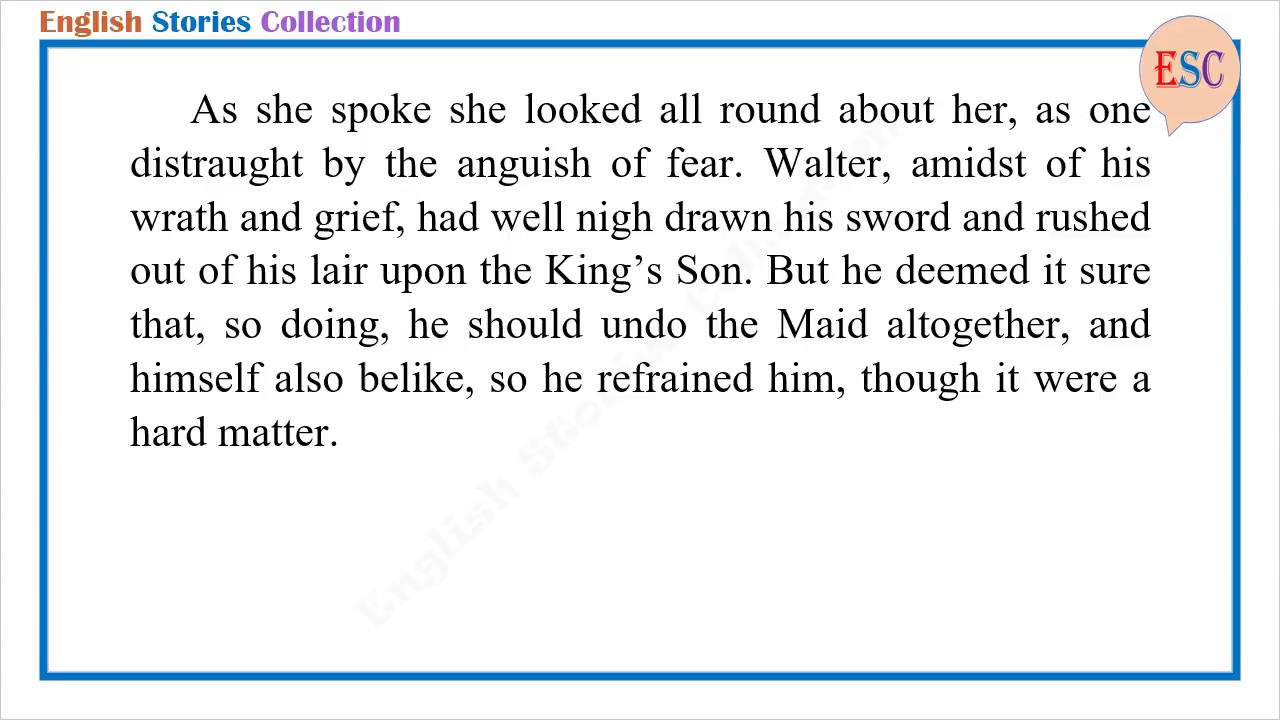 English Stories Collection
ESC
As she spoke she looked all round about her, as one
distraught by the anguish of fear. Walter, amidst of his
wrath and grief, had well nigh drawn his sword and rushed
out of his lair upon the King’s Son. But he deemed it sure
that, so doing, he should undo the Maid altogether, and
himself also belike, so he refrained him, though it were a
hard matter.
English Stories Collection